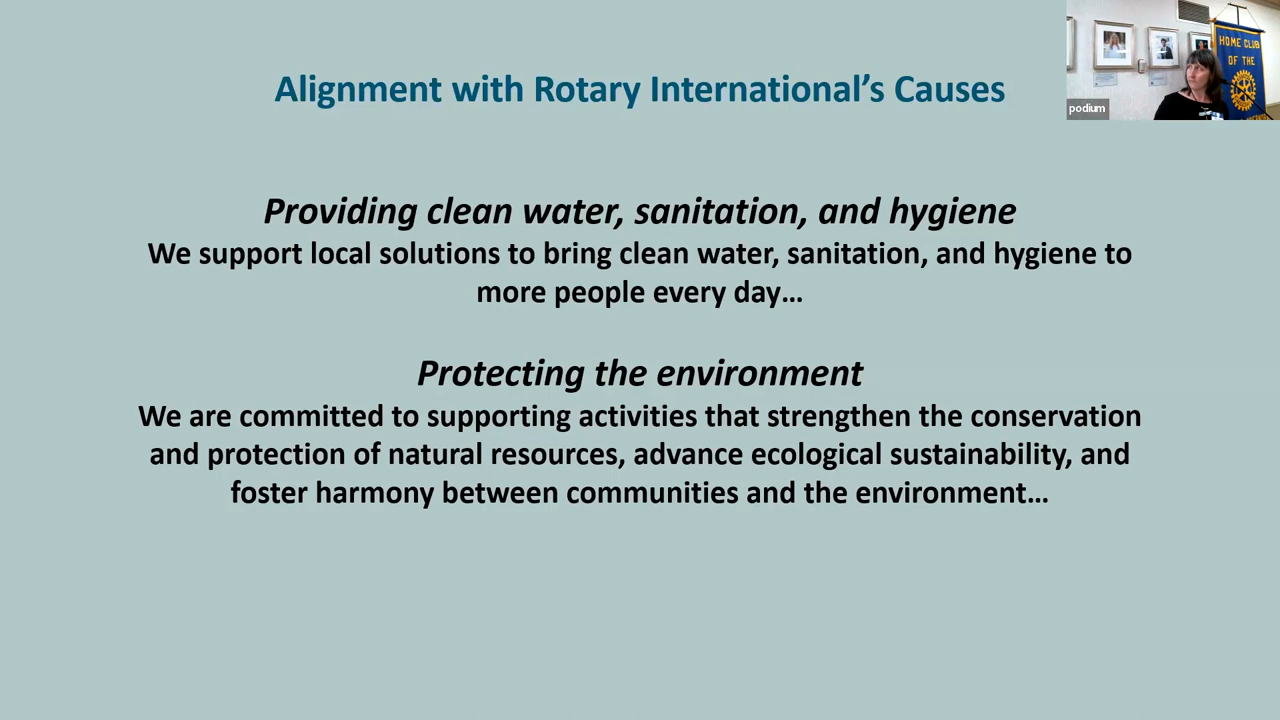 Alignment with Rotary International’s Causes
podium
HOME CLUB
OF THE
Providing clean water, sanitation, and hygiene
We support local solutions to bring clean water, sanitation, and hygiene to
more people every day…
Protecting the environment
We are committed to supporting activities that strengthen the conservation
and protection of natural resources, advance ecological sustainability, and
foster harmony between communities and the environment…